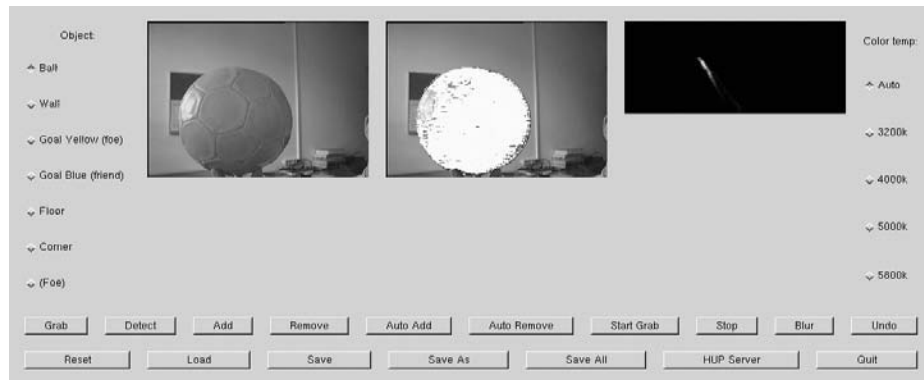 Object:
Ball
Wall
Goal Yellow (foe)
Goal Blue (friend)
Floor
Corner
(Foe)
Color temp:
Auto
3200k
4000k
5000k
5600k
Grab Detect Add Remove Auto Add Auto Remove Start Grab Stop Blur Undo
Reset Load Save Save As Save All HUP Server Quit